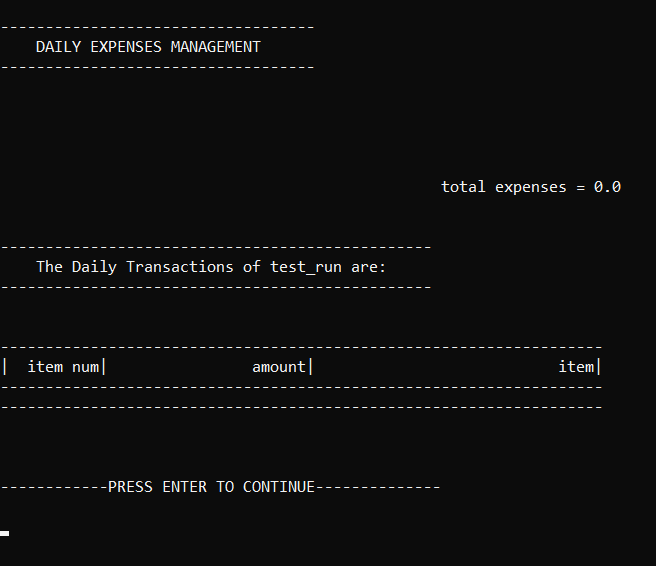 -----------------------------------
DAILY EXPENSES MANAGEMENT
-----------------------------------
total expenses = 0.0
------------------------------------------------
The Daily Transactions of test_run are:
------------------------------------------------
-------------------------------------------------------------------
|  item num|                amount|                           item|
-------------------------------------------------------------------
-------------------------------------------------------------------
------------PRESS ENTER TO CONTINUE--------------